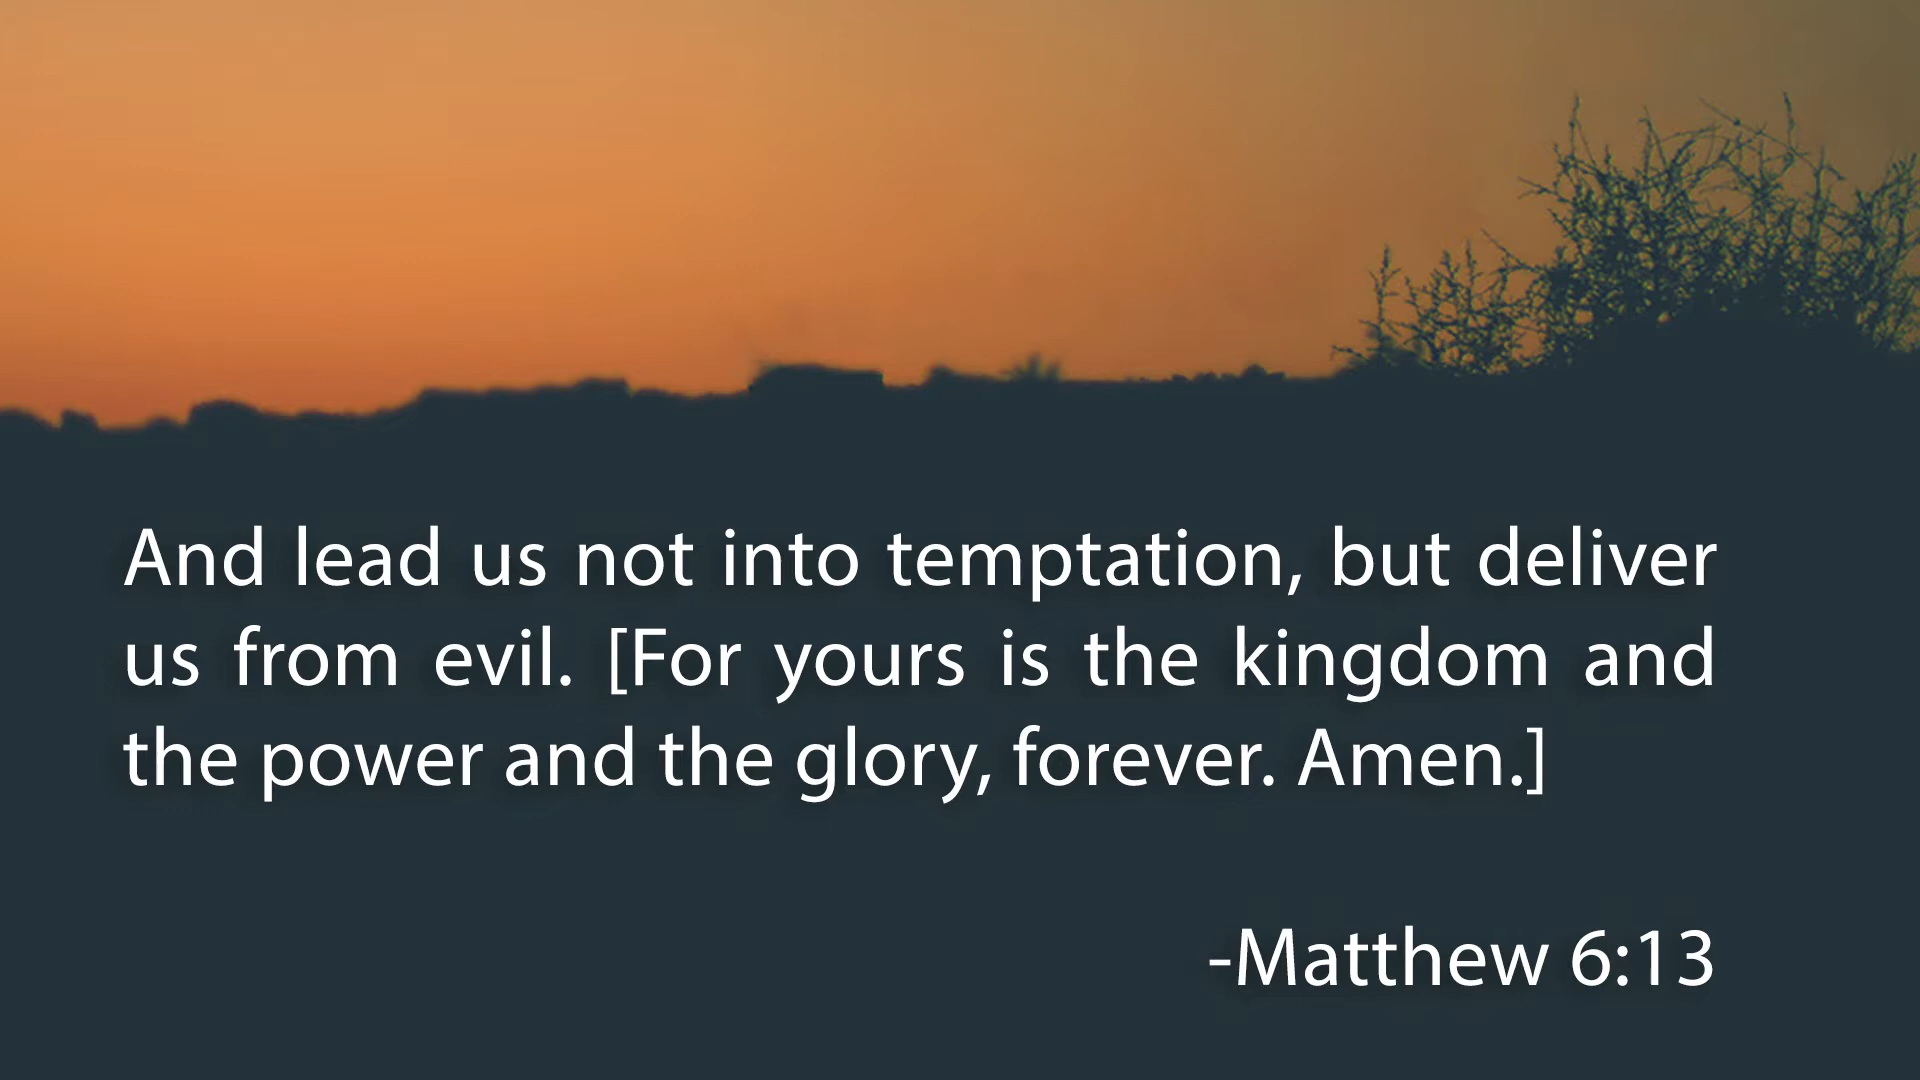 And lead us not into temptation, but deliver
us from evil. [For yours is the kingdom and
the power and the glory, forever. Amen.]
-Matthew 6:13